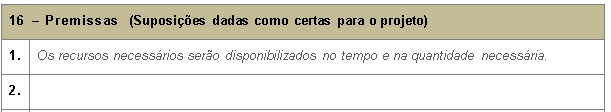 16 – Premissas (Suposições dadas como certas para o projeto)
1. Os recursos necessários serão disponibilizados no tempo e na quantidade necessária.
2.